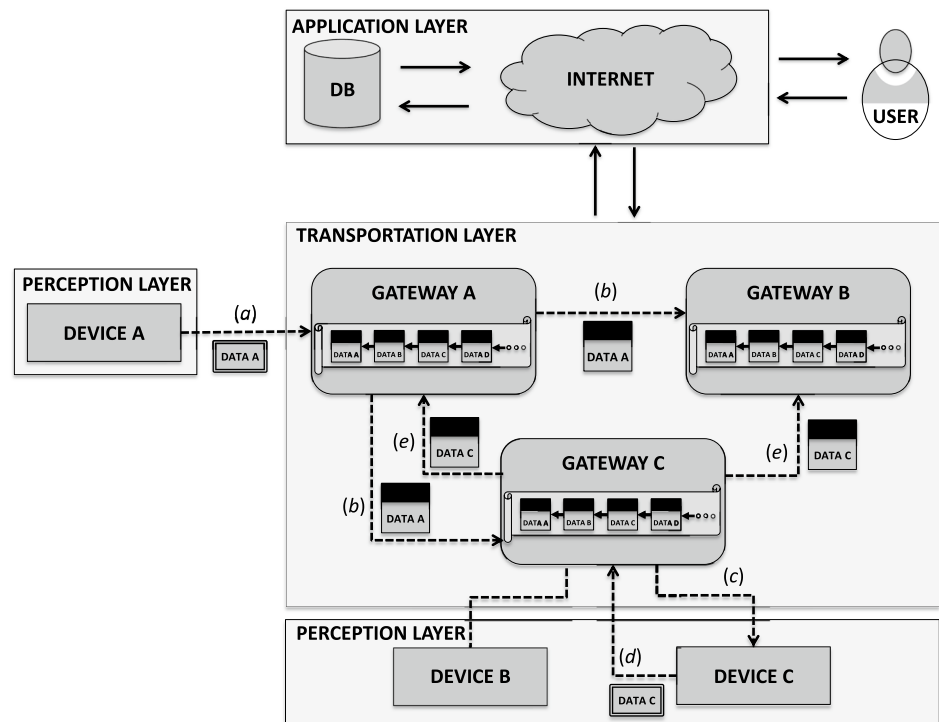 APPLICATION LAYER
DB
INTERNET
USER
TRANSPORTATION LAYER
PERCEPTION LAYER
DEVICE A
(a)
DATA A
GATEWAY A
DATA A DATA B DATA C DATA D
(b)
DATA A
GATEWAY B
DATA A DATA B DATA C DATA D
(b)
DATA A
(e)
DATA C
GATEWAY C
DATA A DATA B DATA C DATA D
(e)
DATA C
(c)
PERCEPTION LAYER
DEVICE B
(d)
DATA C
DEVICE C